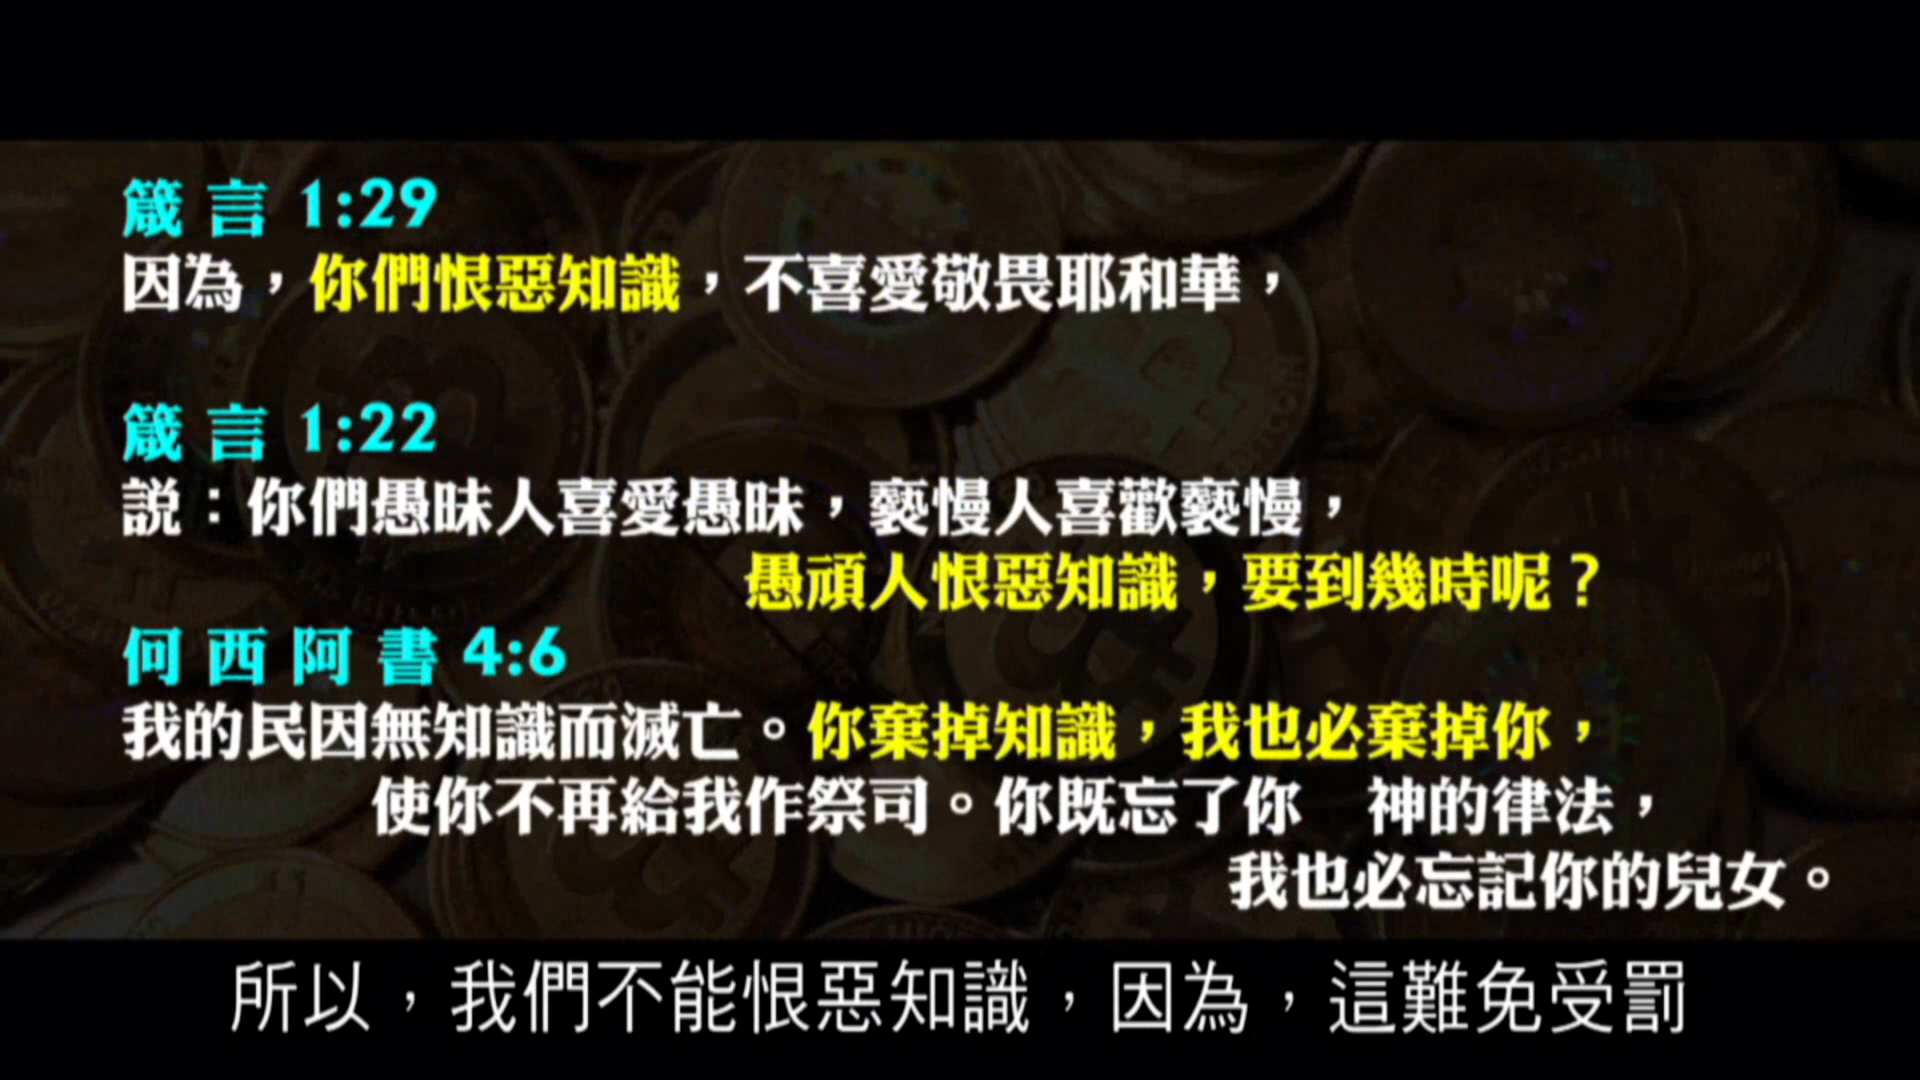 箴言 1:29
因為，你們恨惡知識，不喜愛敬畏耶和華，
箴言 1:22
説：你們愚昧人喜愛愚昧，褻慢人喜歡褻慢，
愚頑人恨惡知識，要到幾時呢？
何西阿書 4:6
我的民因無知識而滅亡。你棄掉知識，我也必棄掉你，
使你不再給我作祭司。你既忘了你　神的律法，
我也必忘記你的兒女。
所以，我們不能恨惡知識，因為，這難免受罰